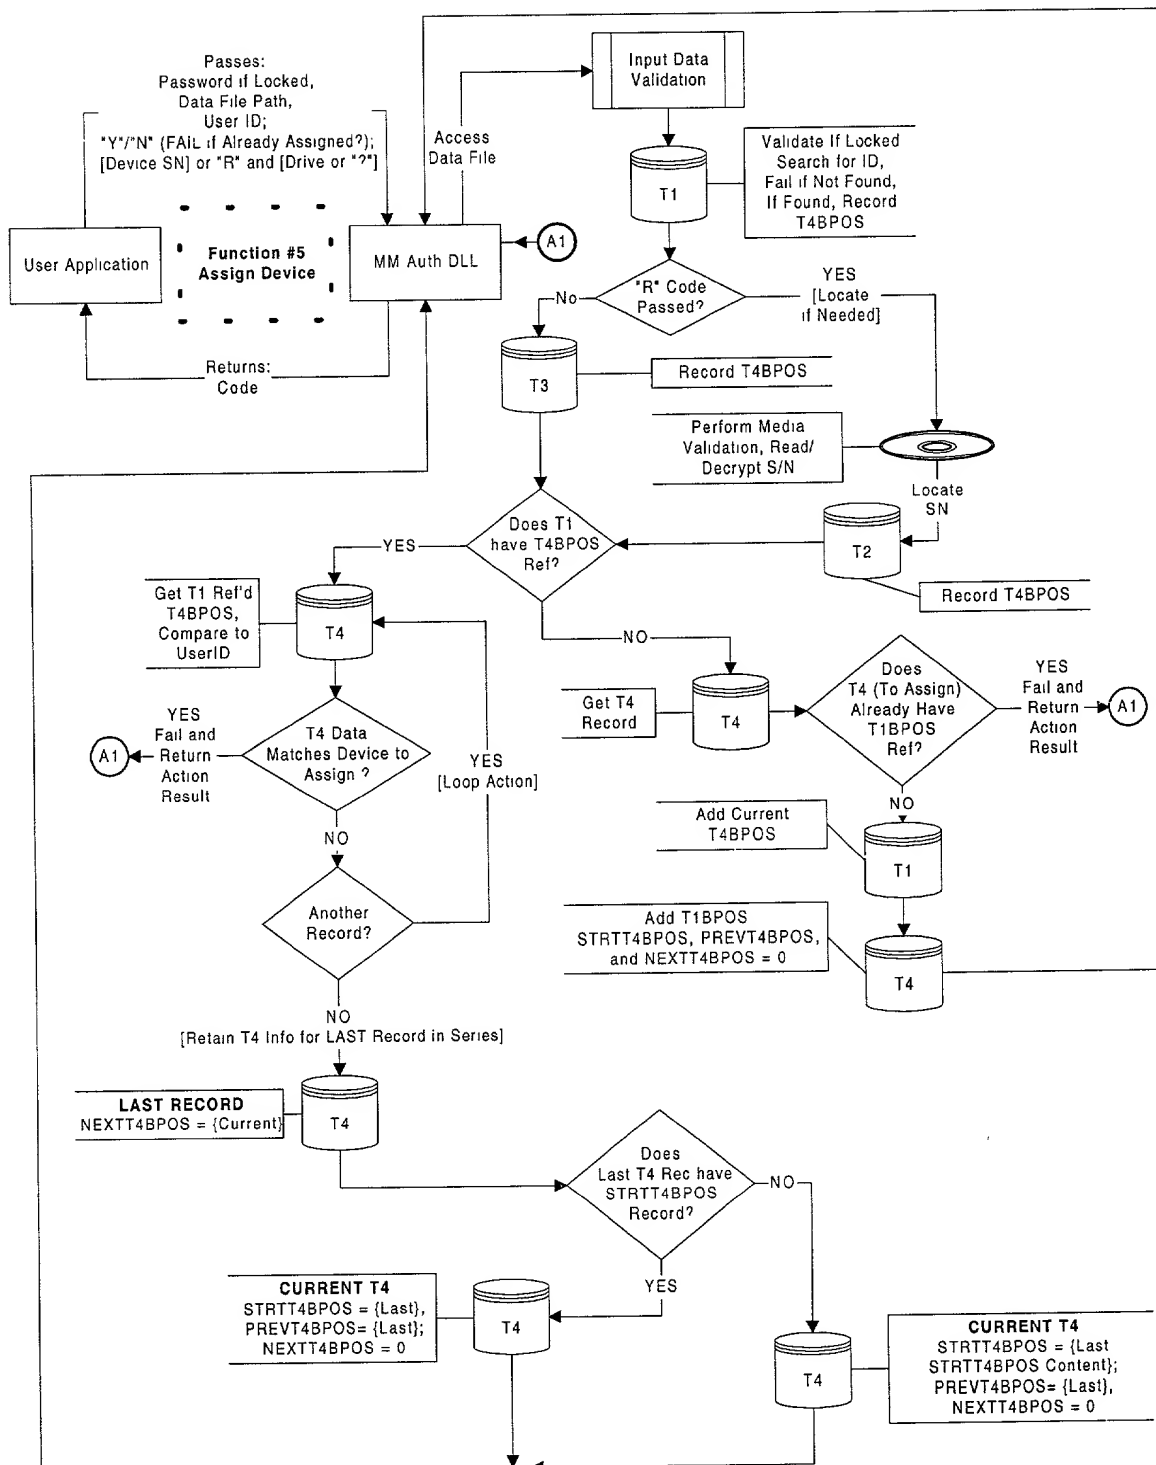 Passes:
Password if Locked,
Data File Path,
User ID;
"Y"/"N" (FAIL if Already Assigned?);
[Device SN] or "R" and [Drive or "?"]
Access
Data File
Input Data
Validation
T1
Validate If Locked
Search for ID,
Fail if Not Found,
If Found, Record
T4BPOS
User Application
Function #5
Assign Device
MM Auth DLL
A1
"R" Code
Passed?
No
YES
[Locate
if Needed]
Returns:
Code
T3
Record T4BPOS
Perform Media
Validation, Read/
Decrypt S/N
Locate
SN
T2
Record T4BPOS
Does T1
have T4BPOS
Ref?
YES
NO
Get T1 Ref'd
T4BPOS,
Compare to
UserID
T4
Get T4
Record
T4
Does
T4 (To Assign)
Already Have
T1BPOS
Ref?
YES
Fail and
Return
Action
Result
A1
YES
Fail and
Return
Action
Result
A1
T4 Data
Matches Device to
Assign ?
YES
[Loop Action]
NO
NO
Add Current
T4BPOS
T1
Another
Record?
Add T1BPOS
STRTT4BPOS, PREVT4BPOS,
and NEXTT4BPOS = 0
T4
NO
[Retain T4 Info for LAST Record in Series]
LAST RECORD
NEXTT4BPOS = {Current}
T4
Does
Last T4 Rec have
STRTT4BPOS
Record?
NO
YES
CURRENT T4
STRTT4BPOS = {Last},
PREVT4BPOS= {Last};
NEXTT4BPOS = 0
T4
T4
CURRENT T4
STRTT4BPOS = {Last
STRTT4BPOS Content};
PREVT4BPOS= {Last},
NEXTT4BPOS = 0